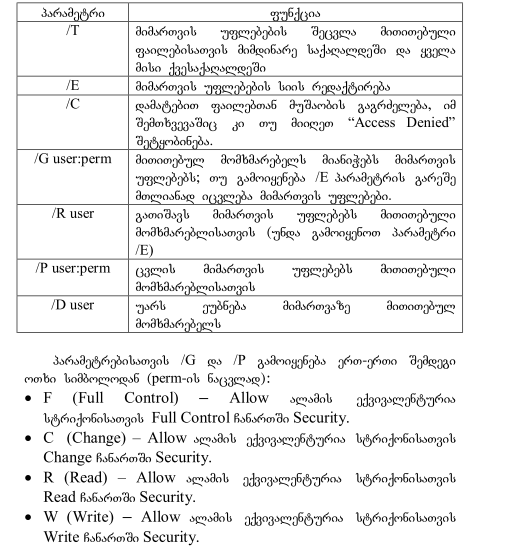 პარამეტრი ფუნქცია
/T მიმართვის უფლებების შეცვლა მითითებული
ფაილებისათვის მიმდინარე საქაღალდეში და ყველა
მისი ქვესაქაღალდეში
/E მიმართვის უფლებების სიის რედაქტირება
/C დამატებით ფაილებთან მუშაობის გაგრძელება, იმ
შემთხვევაშიც კი თუ მიიღეთ “Access Denied”
შეტყობინება.
/G user:perm მითითებულ მომხმარებელს მიანიჭებს მიმართვის
უფლებებს; თუ გამოიყენება /E პარამეტრის გარეშე
მთლიანად იცვლება მიმართვის უფლებები.
/R user გათიშავს მიმართვის უფლებებს მითითებული
მომხმარებლისათვის (უნდა გამოიყენოთ პარამეტრი
/E)
/P user:perm ცვლის მიმართვის უფლებებს მითითებული
მომხმარებლისათვის
/D user უარს ეუბნება მიმართვაზე მითითებულ
მომხმარებელს
პარამეტრებისათვის /G და /P გამოიყენება ერთ-ერთი შემდეგი
ოთხი სიმბოლოდან (perm-ის ნაცვლად):
• F (Full Control) – Allow ალამის ექვივალენტურია
სტრიქონისათვის Full Control ჩანართში Security.
• C (Change) – Allow ალამის ექვივალენტურია სტრიქონისათვის
Change ჩანართში Security.
• R (Read) – Allow ალამის ექვივალენტურია სტრიქონისათვის
Read ჩანართში Security.
• W (Write) – Allow ალამის ექვივალენტურია სტრიქონისათვის
Write ჩანართში Security.